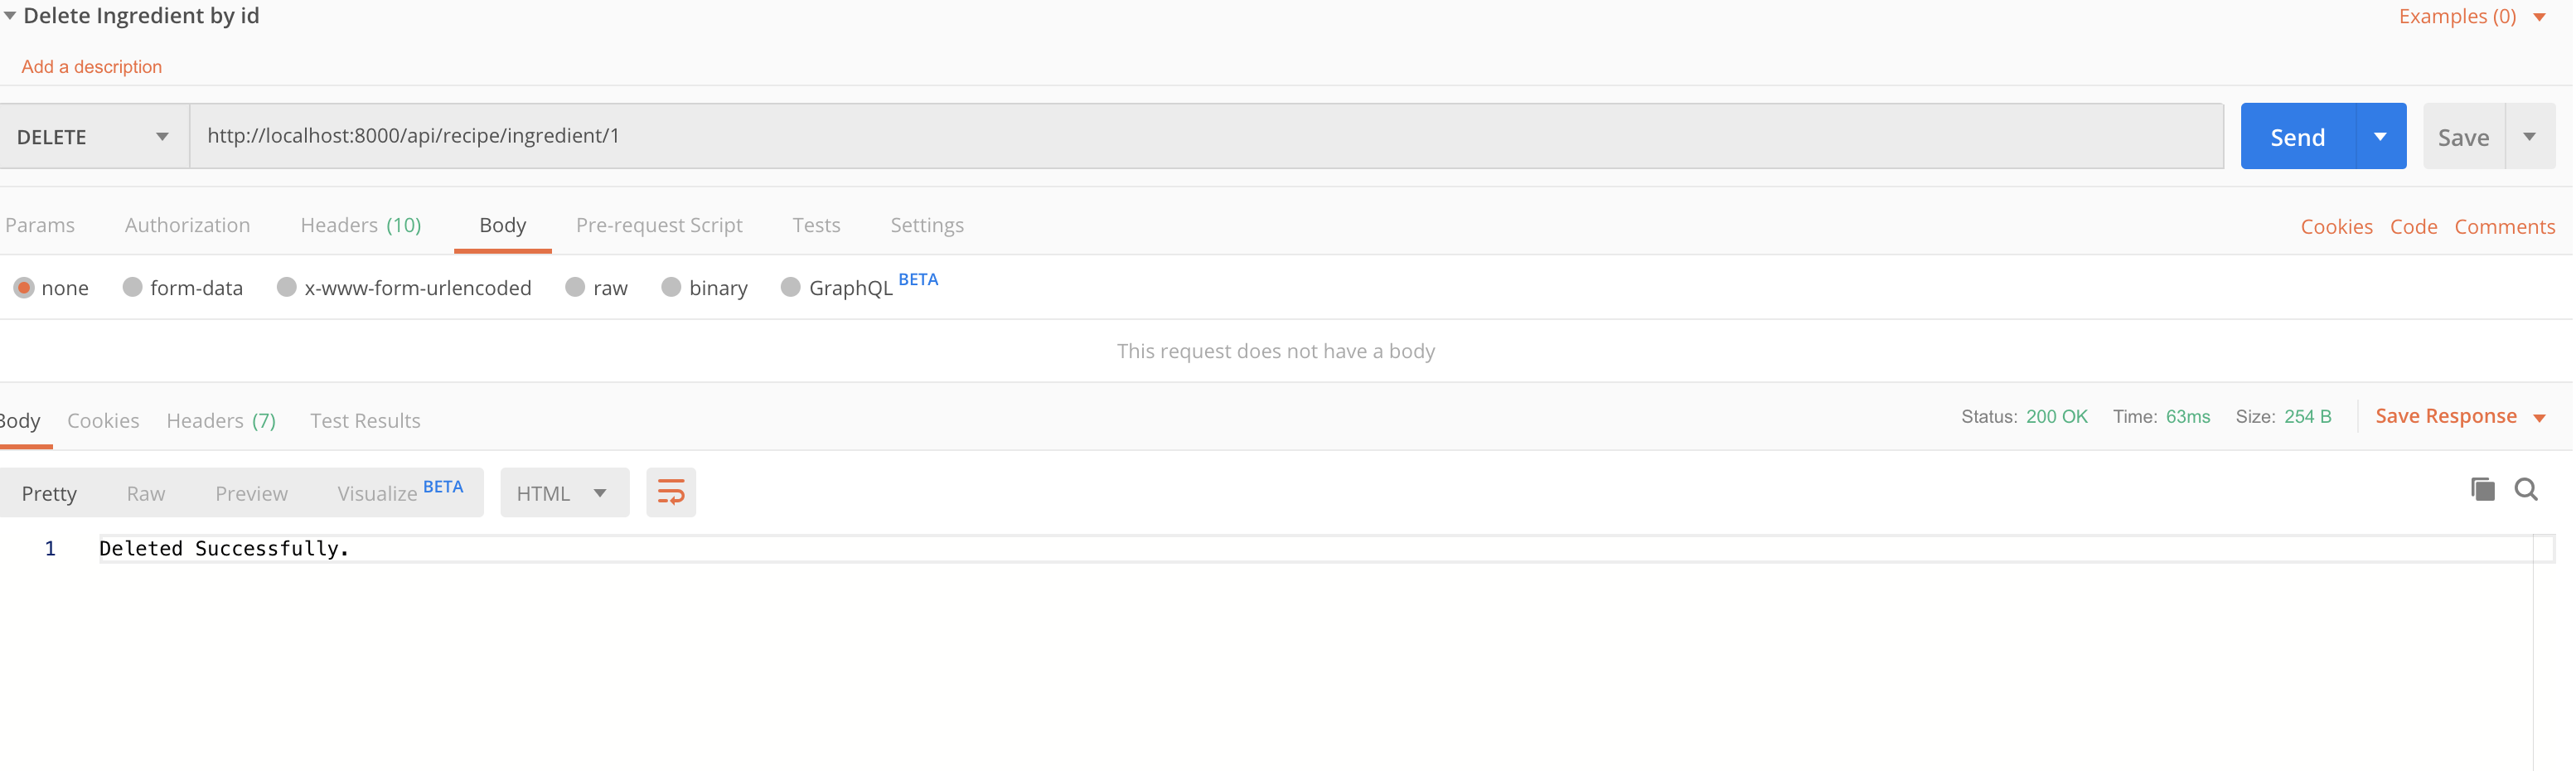 Delete Ingredient by id Examples (0)
Add a description
DELETE http://localhost:8000/api/recipe/ingredient/1 Send Save
Params Authorization Headers (10) Body Pre-request Script Tests Settings Cookies Code Comments
none form-data x-www-form-urlencoded raw binary GraphQL BETA
This request does not have a body
Body Cookies Headers (7) Test Results Status: 200 OK Time: 63ms Size: 254 B Save Response
Pretty Raw Preview Visualize BETA HTML
1 Deleted Successfully.